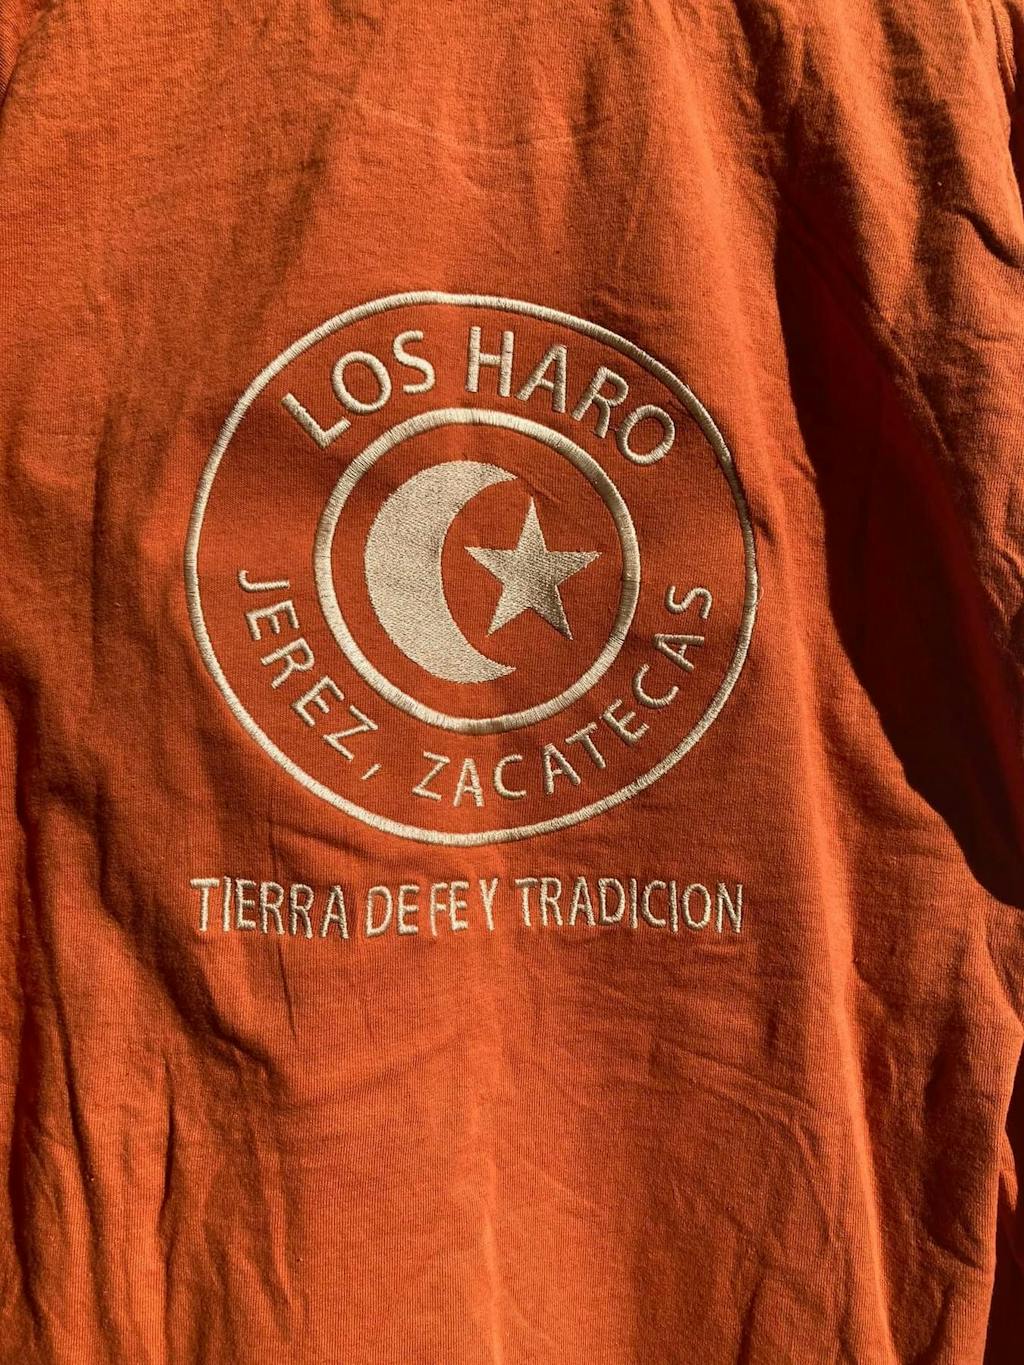 LOS HARO
JEREZ, ZACATECAS
TIERRA DE FE Y TRADICION